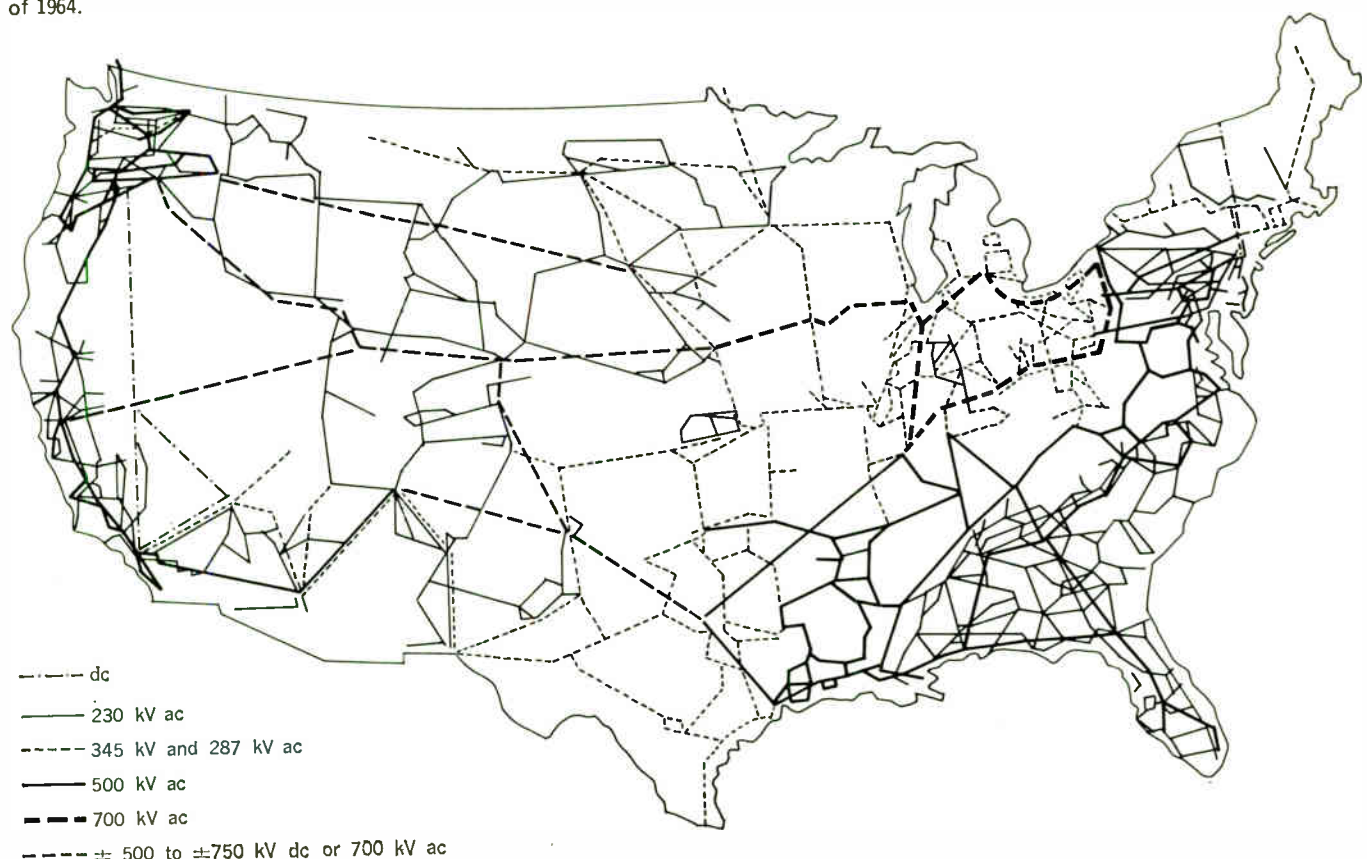 of 1964.
dc
230 kV ac
345 kV and 287 kV ac
500 kV ac
700 kV ac
± 500 to ±750 kV dc or 700 kV ac